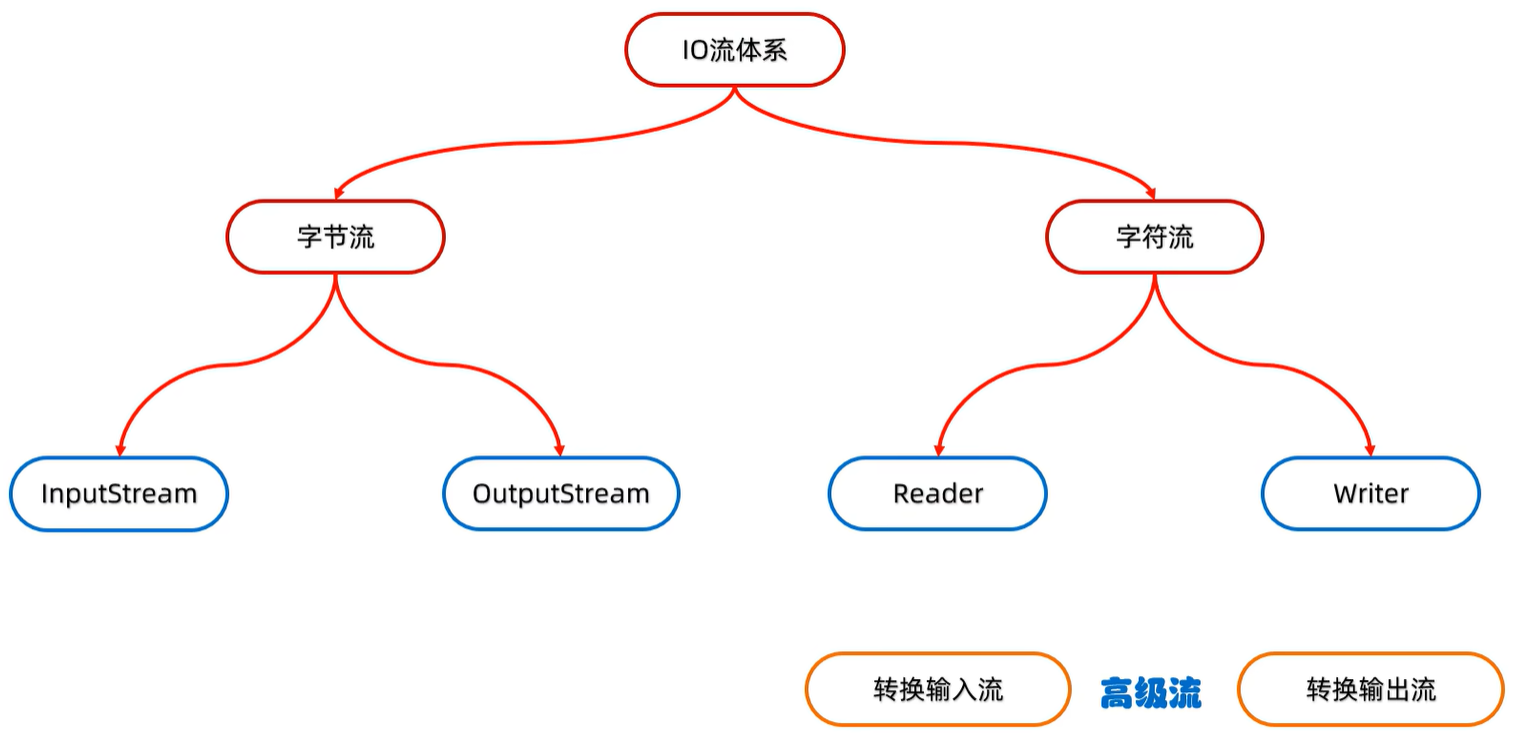 IO流体系
字节流
字符流
InputStream
OutputStream
Reader
Writer
转换输入流
高级流
转换输出流